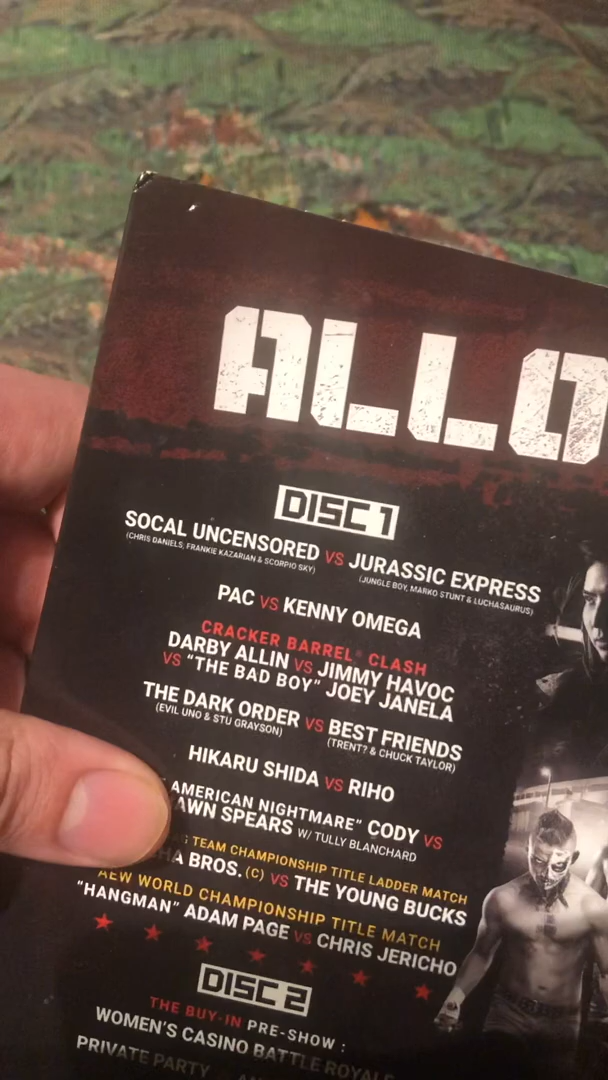 ALLO
DISC 1
SOCAL UNCENSORED VS JURASSIC EXPRESS
(CHRIS DANIELS, FRANKIE KAZARIAN & SCORPIO SKY)
(JUNGLE BOY, MARKO STUNT & LUCHASAURUS)
PAC VS KENNY OMEGA
CRACKER BARREL® CLASH
DARBY ALLIN VS JIMMY HAVOC
VS "THE BAD BOY" JOEY JANELA
THE DARK ORDER VS BEST FRIENDS
(EVIL UNO & STU GRAYSON)
(TRENT? & CHUCK TAYLOR)
HIKARU SHIDA VS RIHO
AMERICAN NIGHTMARE" CODY VS
AWN SPEARS W/ TULLY BLANCHARD
TEAM CHAMPIONSHIP TITLE LADDER MATCH
HA BROS. (C) VS THE YOUNG BUCKS
AEW WORLD CHAMPIONSHIP TITLE MATCH
"HANGMAN" ADAM PAGE VS CHRIS JERICHO
DISC 2
THE BUY-IN PRE-SHOW :
WOMEN'S CASINO BATTLE ROYALE
PRIVATE PARTY